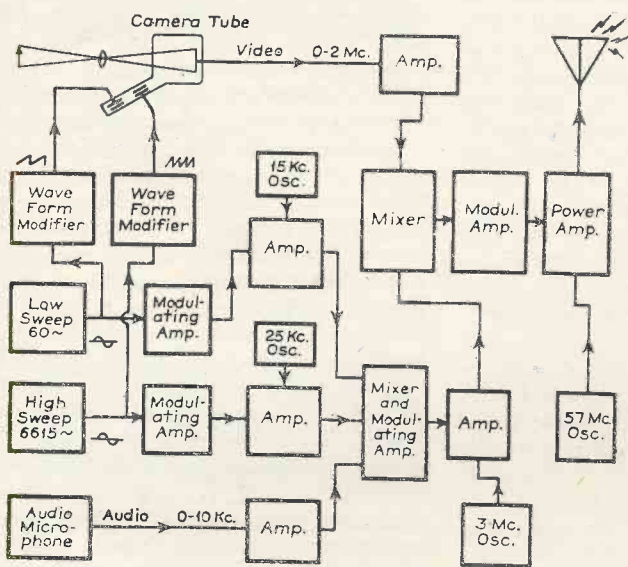 Camera Tube
Video 0-2 Mc.
Amp.
Wave
Form
Modifier
Wave
Form
Modifier
15 Kc.
Osc.
Amp.
Mixer
Modul.
Amp.
Power
Amp.
Low
Sweep
60~
Modul-
ating
Amp.
25 Kc.
Osc.
High
Sweep
6615~
Modul-
ating
Amp.
Amp.
Mixer
and
Modul-
ating
Amp.
Amp.
57 Mc.
Osc.
Audio
Micro-
phone
Audio 0-10 Kc.
Amp.
3 Mc.
Osc.